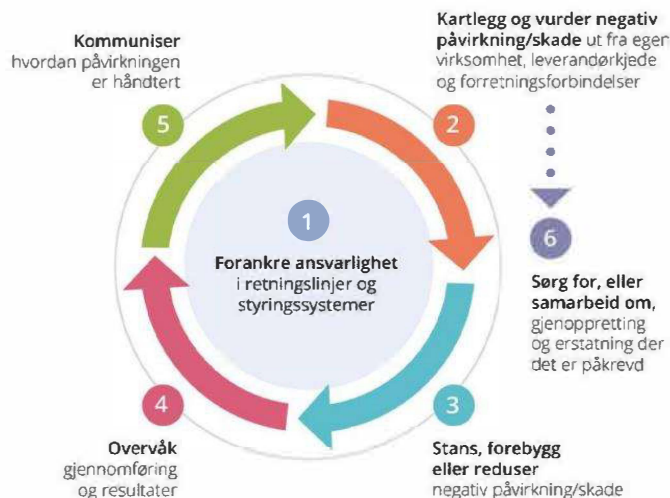 1
Forankre ansvarlighet
i retningslinjer og
styringssystemer
Kartlegg og vurder negativ
påvirkning/skade ut fra egen
virksomhet, leverandørkjede
og forretningsforbindelser
2
3
Stans, forebygg
eller reduser
negativ påvirkning/skade
4
Overvåk
gjennomføring
og resultater
Kommuniser
hvordan påvirkningen
er håndtert
5
6
Sørg for, eller
samarbeid om,
gjenoppretting
og erstatning der
det er påkrevd